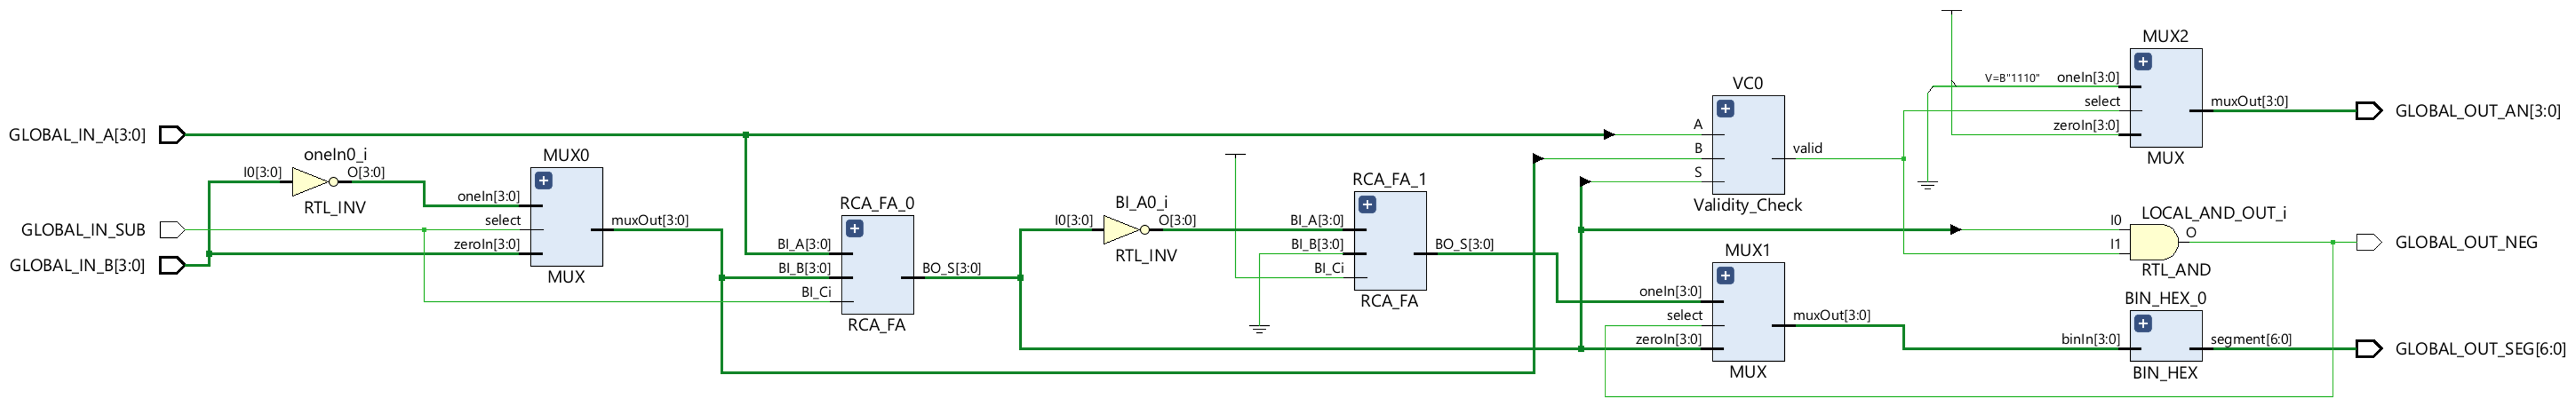 GLOBAL_IN_A[3:0]
GLOBAL_IN_SUB
GLOBAL_IN_B[3:0]
oneIn0_i
I0[3:0]
O[3:0]
RTL_INV
MUX0
oneIn[3:0]
select
zeroIn[3:0]
muxOut[3:0]
MUX
RCA_FA_0
BI_A[3:0]
BI_B[3:0]
BI_Ci
BO_S[3:0]
RCA_FA
BI_A0_i
I0[3:0]
O[3:0]
RTL_INV
RCA_FA_1
BI_A[3:0]
BI_B[3:0]
BI_Ci
BO_S[3:0]
RCA_FA
VC0
A
B
S
valid
Validity_Check
MUX1
oneIn[3:0]
select
zeroIn[3:0]
muxOut[3:0]
MUX
MUX2
V=B"1110"
oneIn[3:0]
select
zeroIn[3:0]
muxOut[3:0]
MUX
LOCAL_AND_OUT_i
I0
I1
O
RTL_AND
BIN_HEX_0
binIn[3:0]
segment[6:0]
BIN_HEX
GLOBAL_OUT_AN[3:0]
GLOBAL_OUT_NEG
GLOBAL_OUT_SEG[6:0]